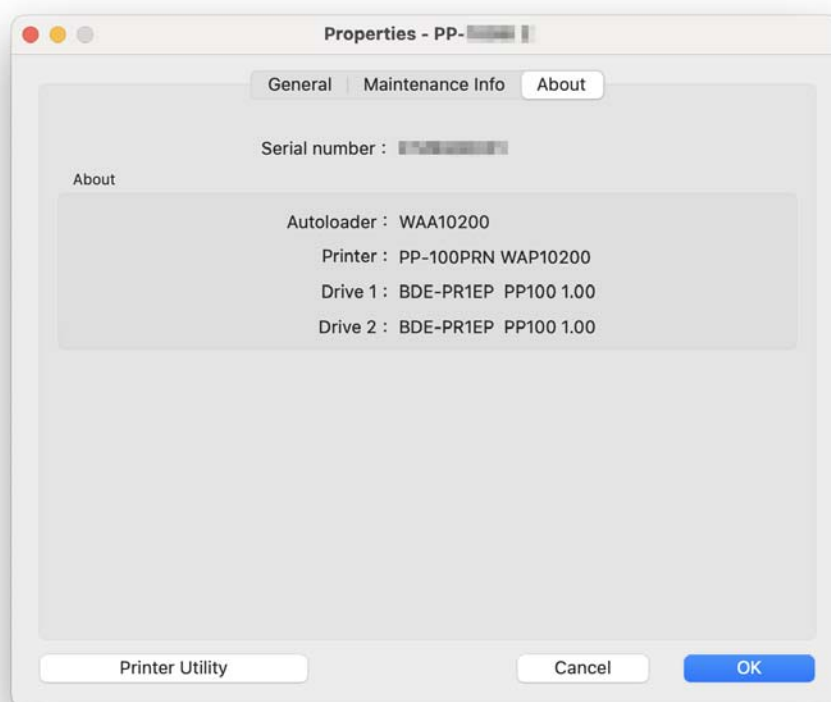 Properties - PP-
General Maintenance Info About
Serial number :
About
Autoloader : WAA10200
Printer : PP-100PRN WAP10200
Drive 1 : BDE-PR1EP PP100 1.00
Drive 2 : BDE-PR1EP PP100 1.00
Printer Utility Cancel OK